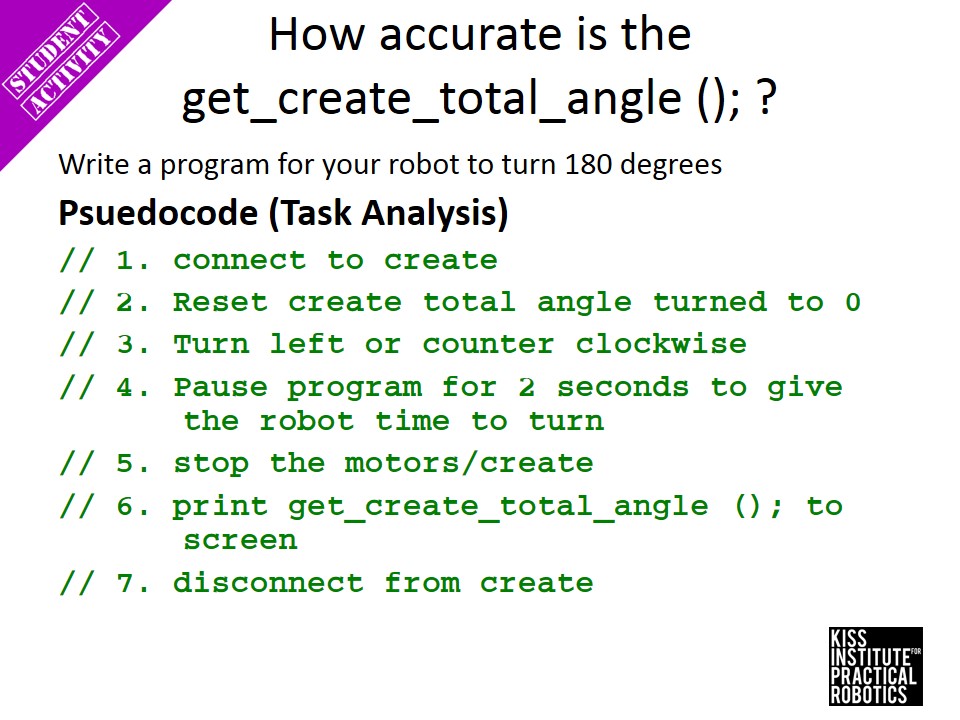 STUDENT
ACTIVITY
How accurate is the
get_create_total_angle (); ?
Write a program for your robot to turn 180 degrees
Psuedocode (Task Analysis)
// 1. connect to create
// 2. Reset create total angle turned to 0
// 3. Turn left or counter clockwise
// 4. Pause program for 2 seconds to give
the robot time to turn
// 5. stop the motors/create
// 6. print get_create_total_angle (); to
screen
// 7. disconnect from create
KISS
INSTITUTE FOR
PRACTICAL
ROBOTICS